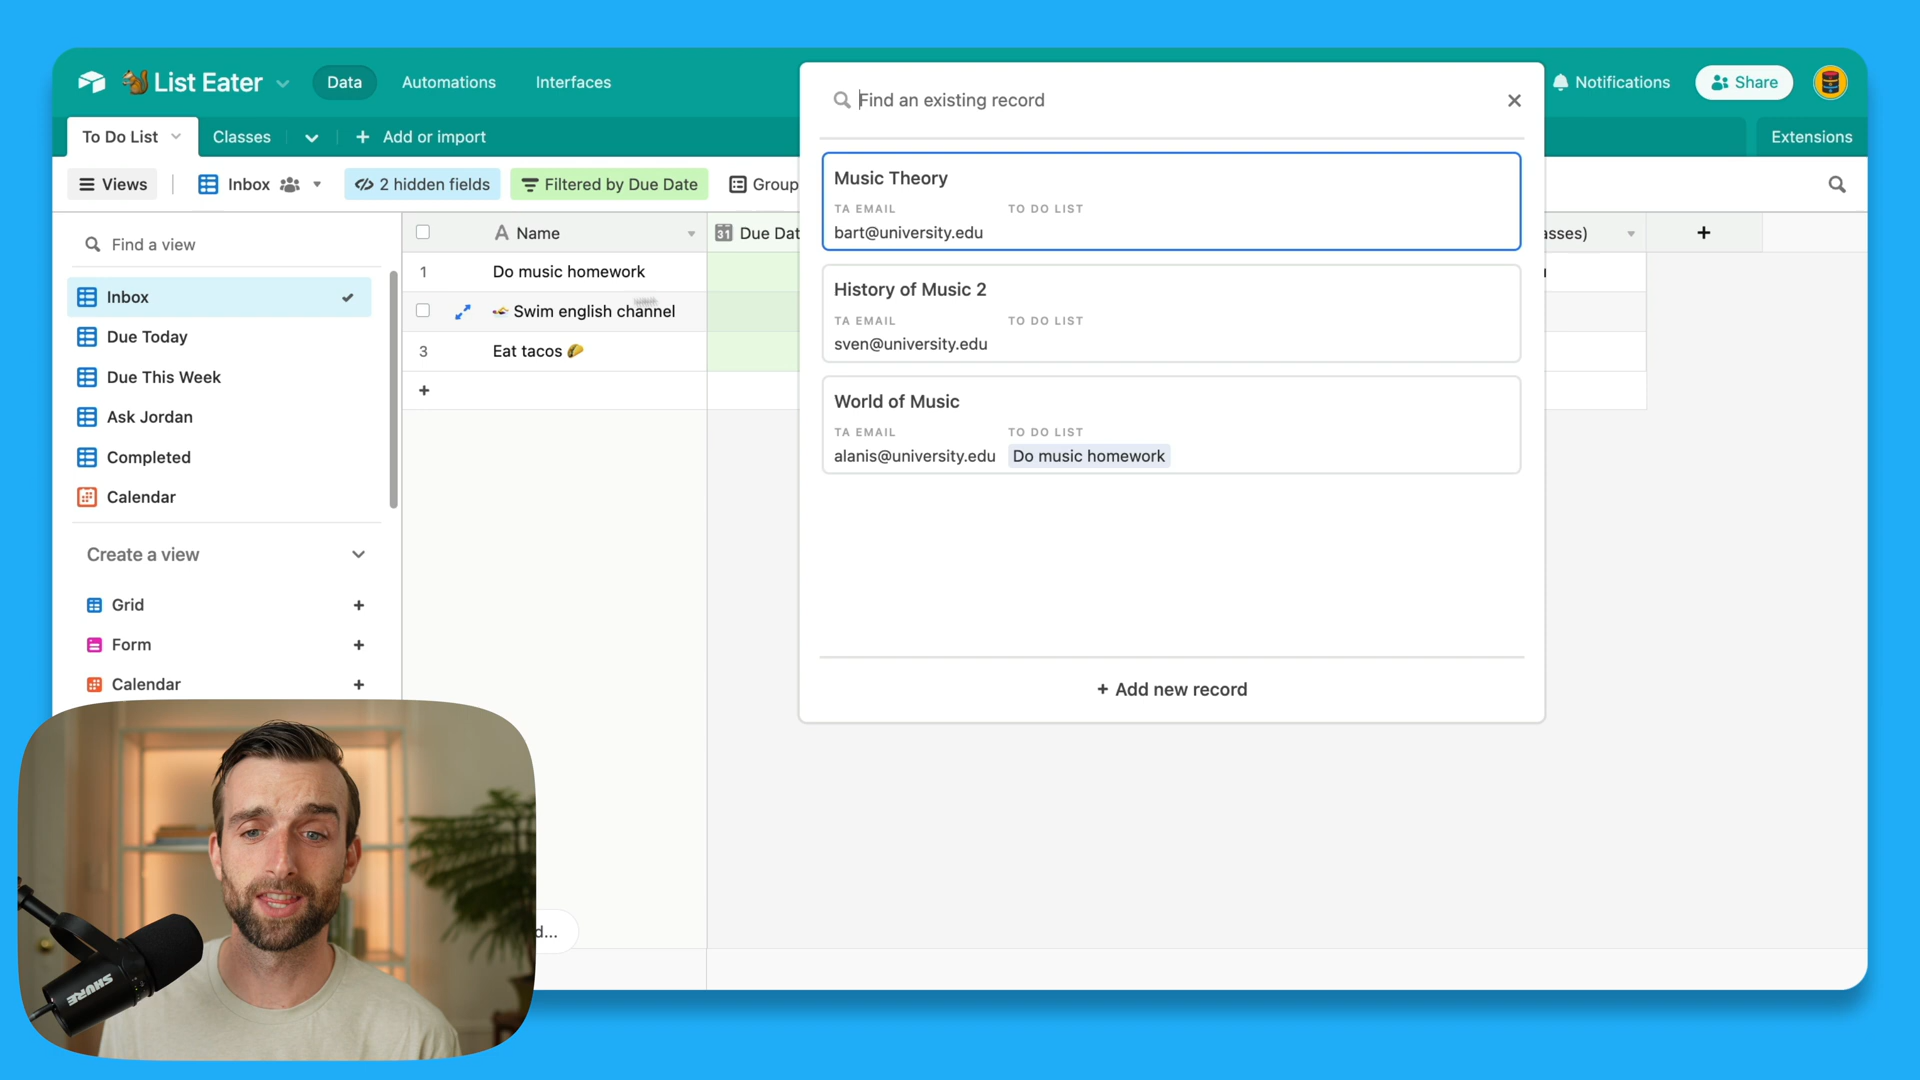 List Eater
Data
Automations
Interfaces
Notifications
Share
To Do List
Classes
Add or import
Extensions
Views
Inbox
2 hidden fields
Filtered by Due Date
Group
Find a view
Inbox
Due Today
Due This Week
Ask Jordan
Completed
Calendar
Create a view
Grid
Form
Calendar
Name
31
Due Dat
asses)
1
Do music homework
Swim english channel
3
Eat tacos
Find an existing record
Music Theory
TA EMAIL TO DO LIST
bart@university.edu
History of Music 2
TA EMAIL TO DO LIST
sven@university.edu
World of Music
TA EMAIL TO DO LIST
alanis@university.edu Do music homework
+ Add new record
d...
SHURE